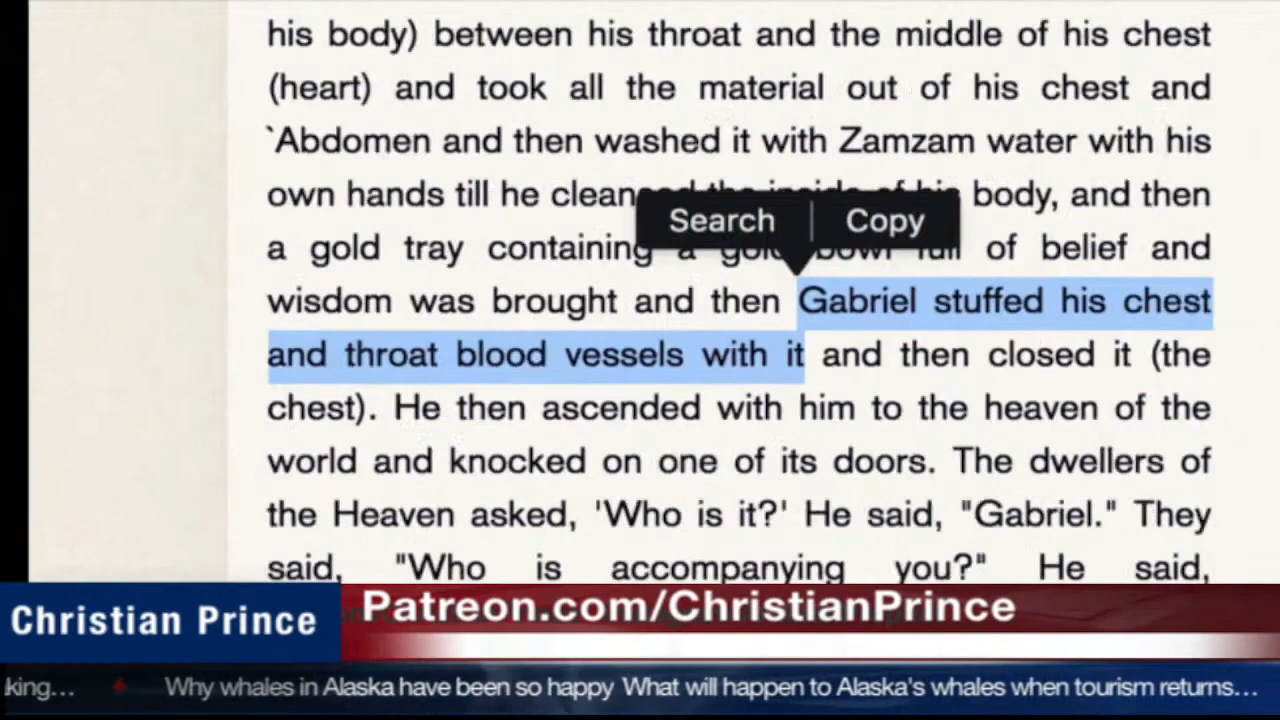 his body) between his throat and the middle of his chest
(heart) and took all the material out of his chest and
`Abdomen and then washed it with Zamzam water with his
own hands till he cleansed the inside of his body, and then
Search Copy
a gold tray containing a gold bowl full of belief and
wisdom was brought and then Gabriel stuffed his chest
and throat blood vessels with it and then closed it (the
chest). He then ascended with him to the heaven of the
world and knocked on one of its doors. The dwellers of
the Heaven asked, 'Who is it?' He said, "Gabriel." They
said, "Who is accompanying you?" He said,
Christian Prince
Patreon.com/ChristianPrince
king... Why whales in Alaska have been so happy What will happen to Alaska's whales when tourism returns...